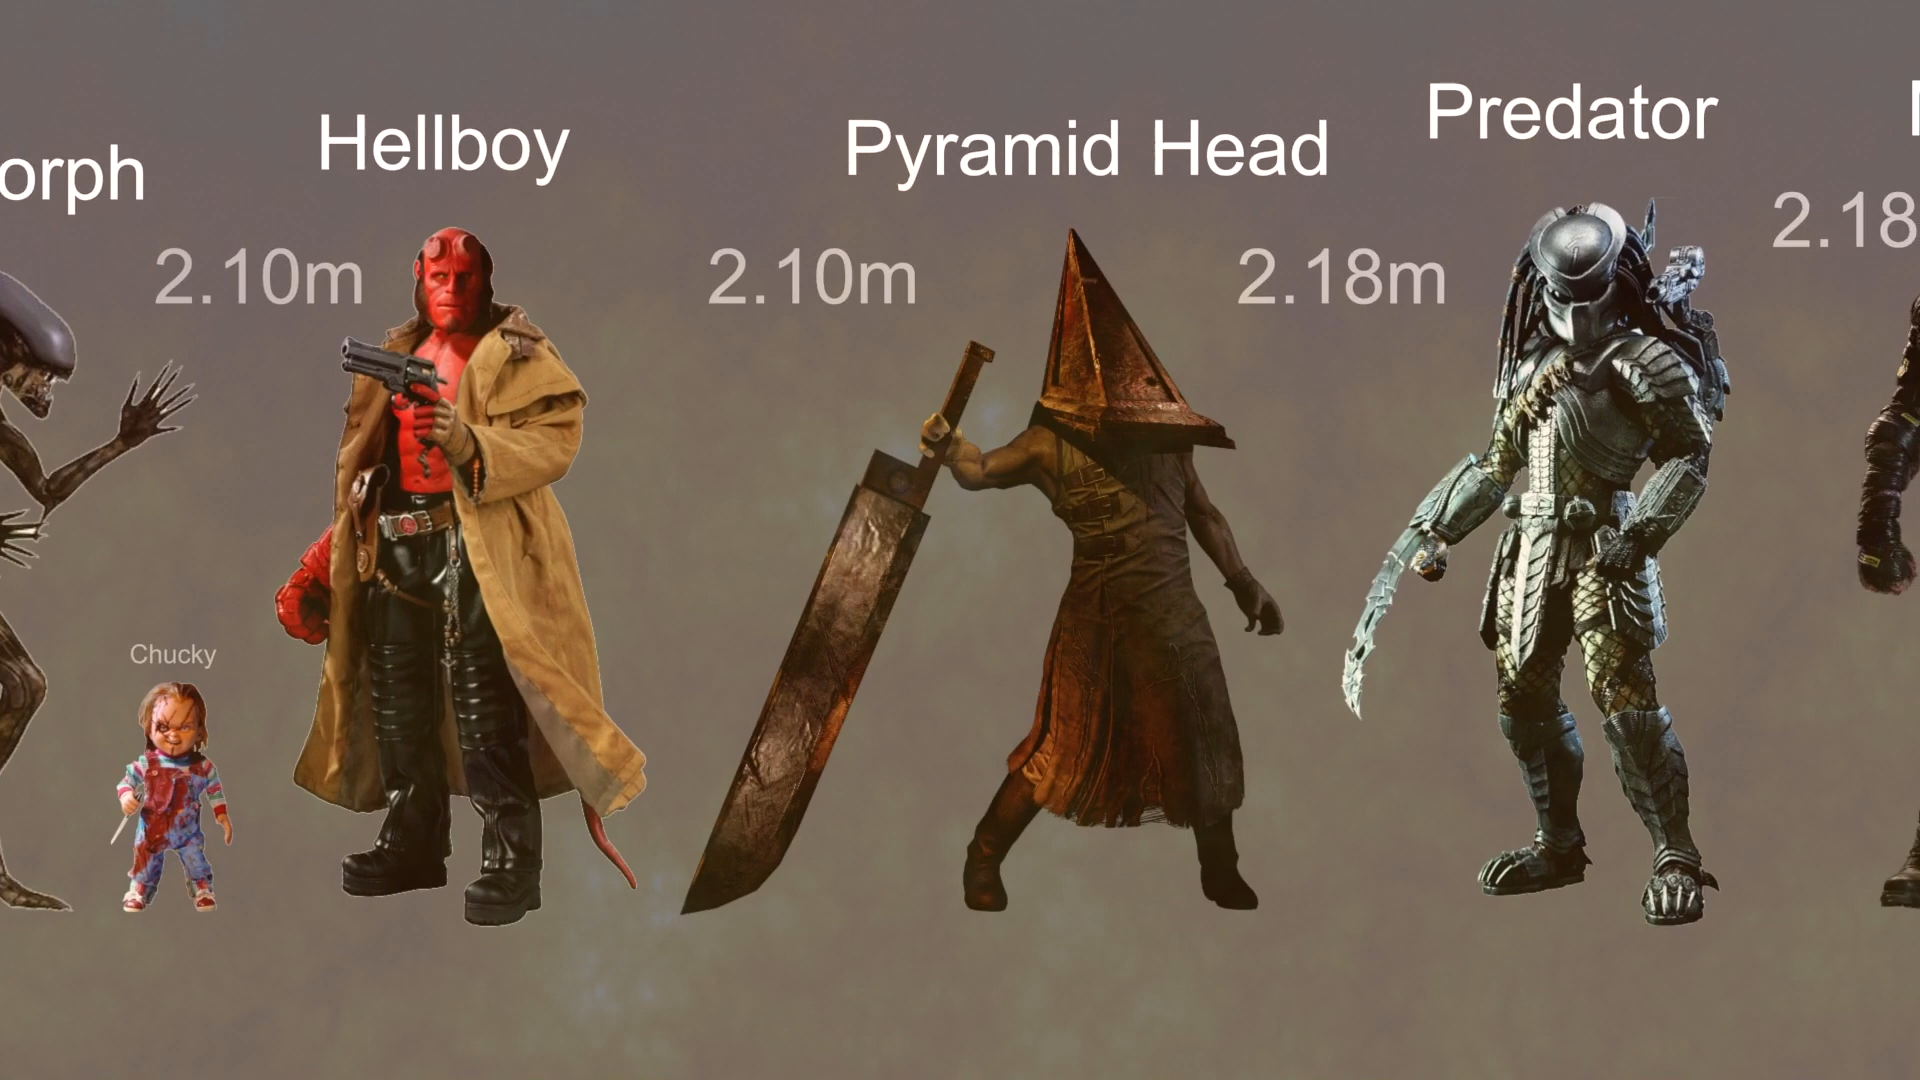 orph
Hellboy
Pyramid Head
Predator
2.10m
2.10m
2.18m
2.18
Chucky